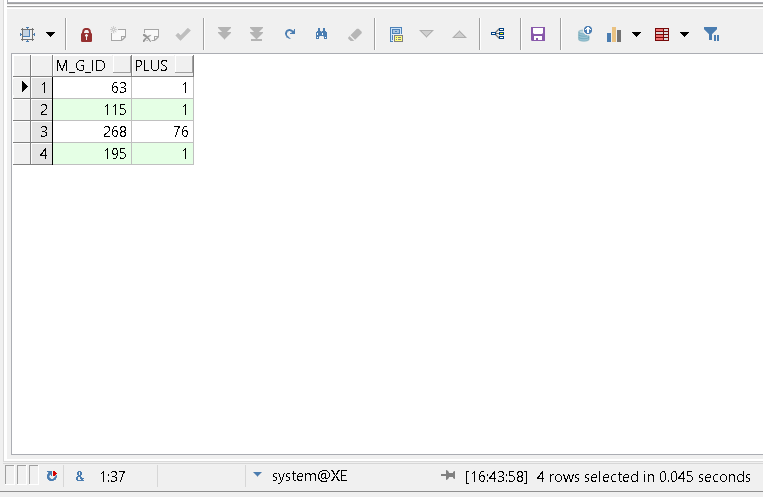 M_G_ID PLUS
1 63 1
2 115 1
3 268 76
4 195 1
& 1:37 system@XE [16:43:58] 4 rows selected in 0.045 seconds